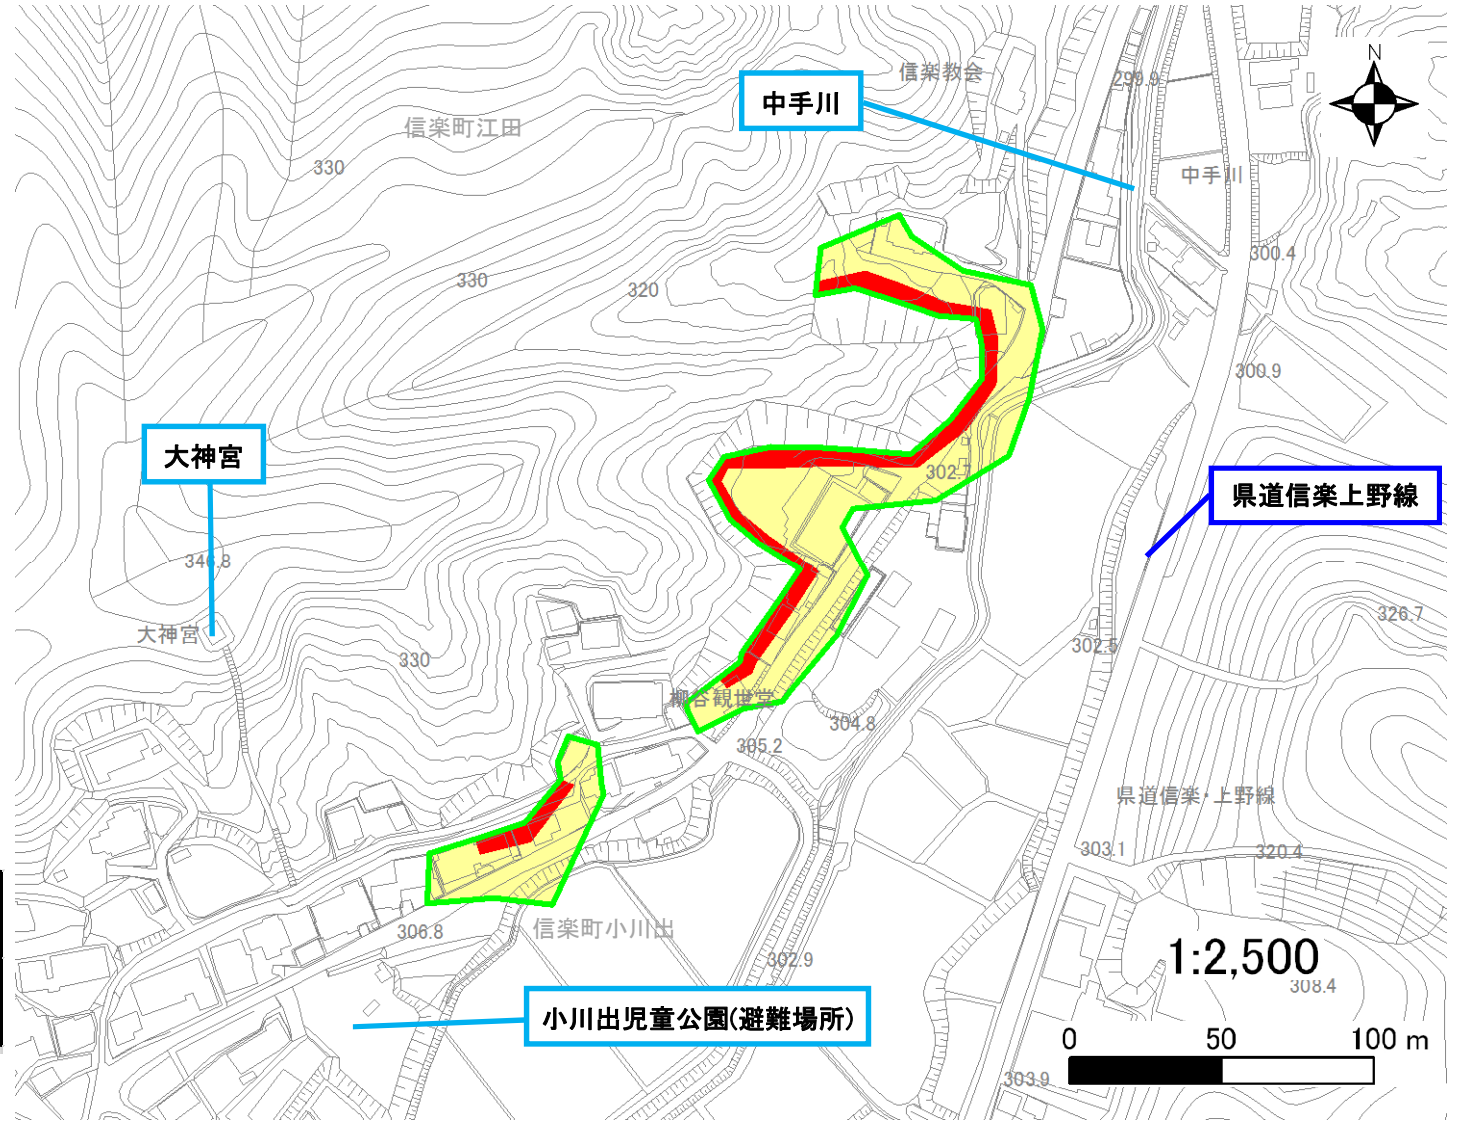 N
信楽教会
299.9
中手川
信楽町江田
330
中手川
300.4
330
320
300.9
大神宮
302.7
県道信楽上野線
346.8
326.7
大神宮
302.5
330
柳谷観世堂
304.8
305.2
県道信楽・上野線
303.1
320.4
306.8
信楽町小川出
302.9
1:2,500
308.4
小川出児童公園(避難場所)
0 50 100 m
303.9